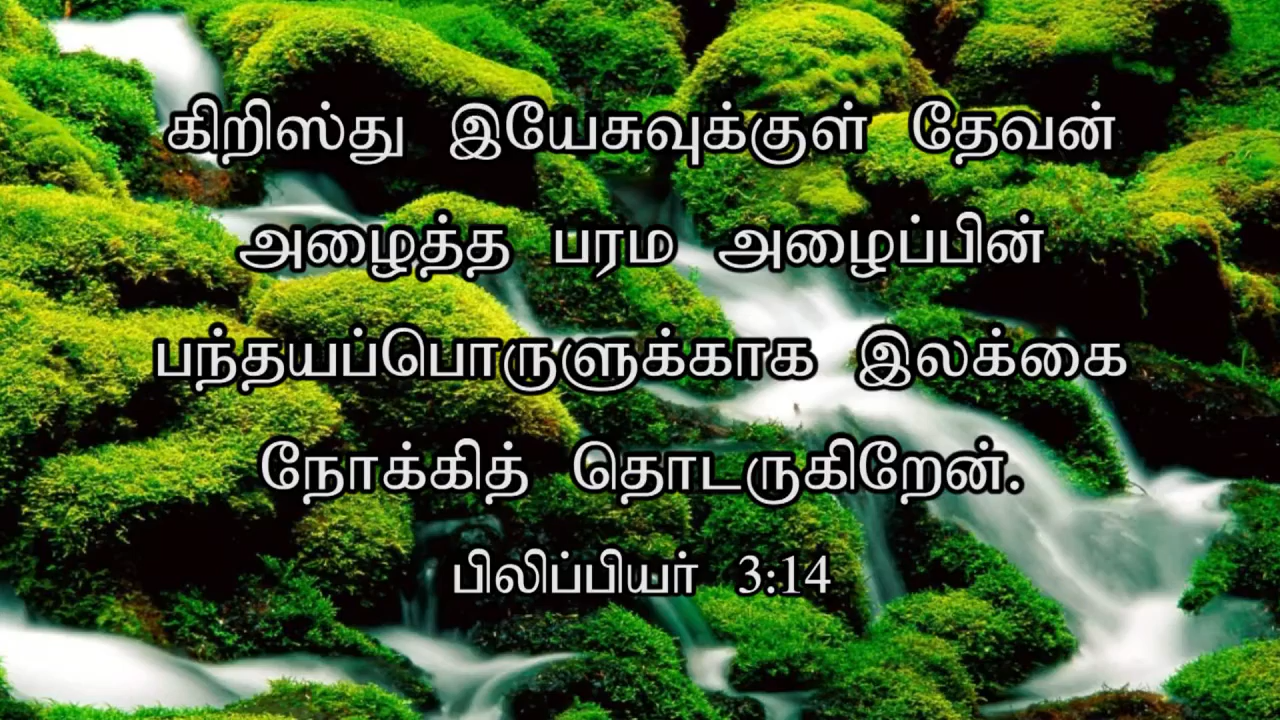 கிறிஸ்து இயேசுவுக்குள் தேவன்
அழைத்த பரம அழைப்பின்
பந்தயப்பொருளுக்காக இலக்கை
நோக்கித் தொடருகிறேன்.
பிலிப்பியர் 3:14